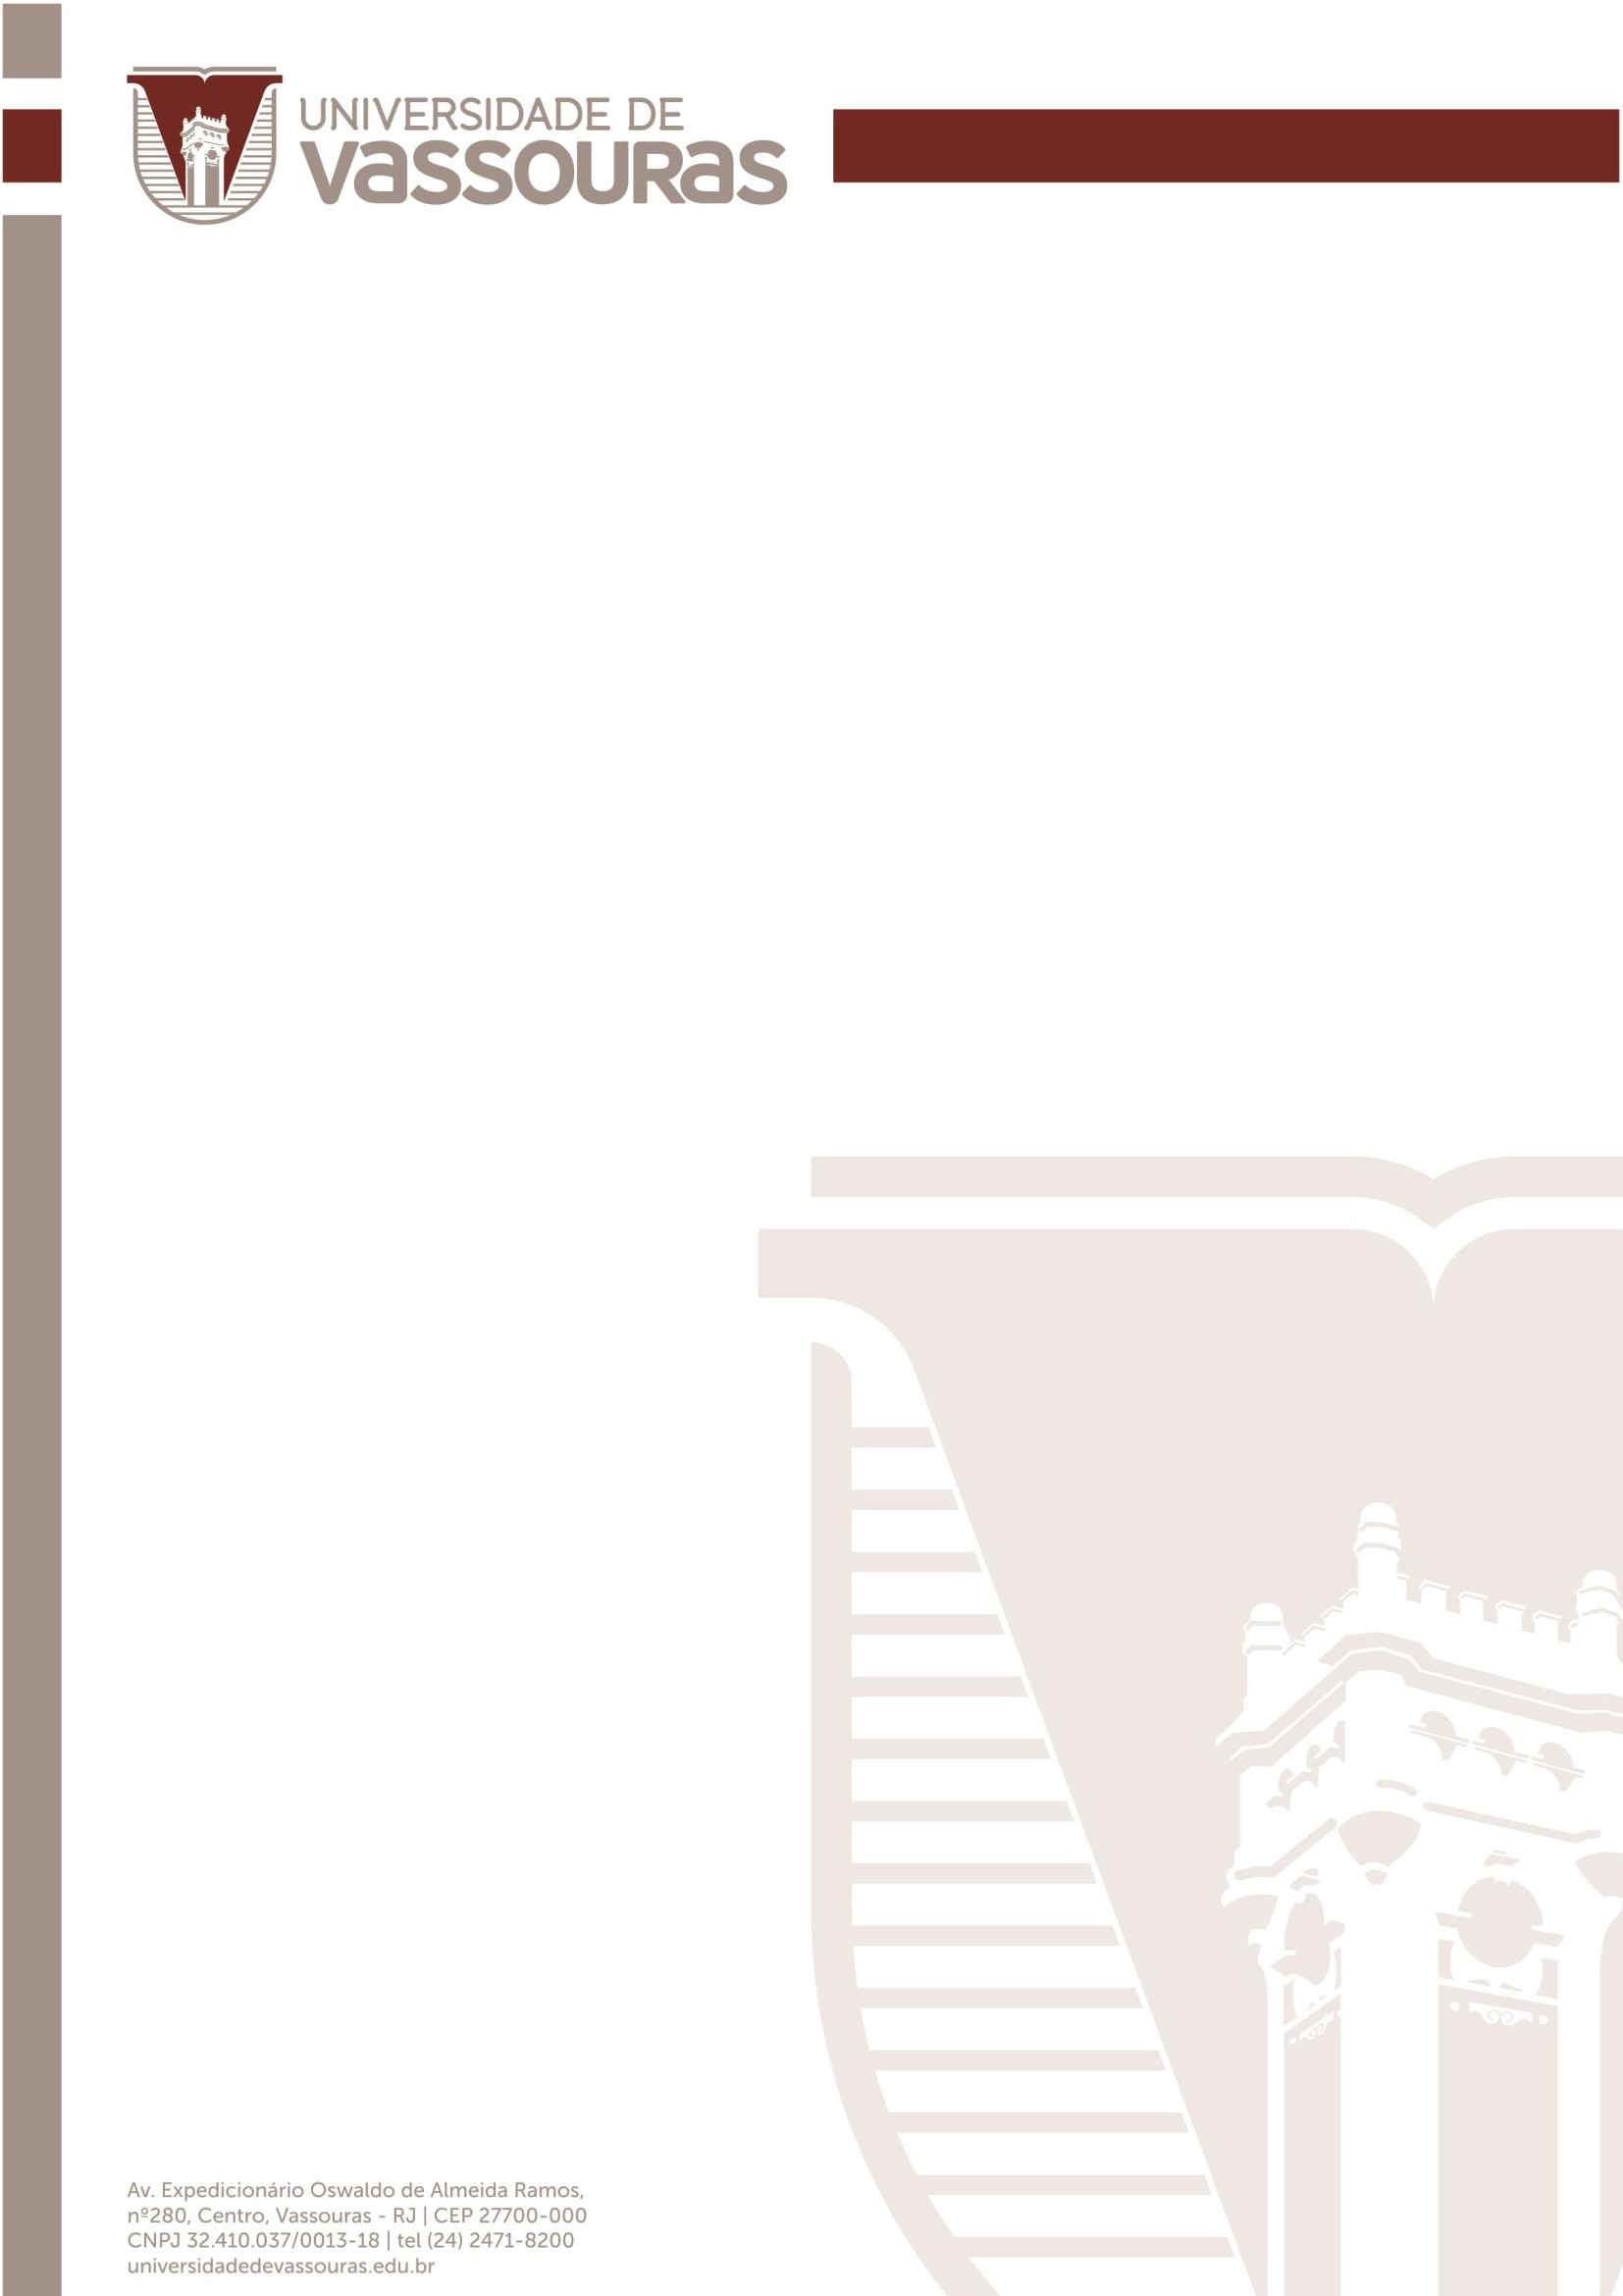 UNIVERSIDADE DE
VASSOURAS
Av. Expedicionário Oswaldo de Almeida Ramos,
nº280, Centro, Vassouras - RJ | CEP 27700-000
CNPJ 32.410.037/0013-18 | tel (24) 2471-8200
universidadedevassouras.edu.br